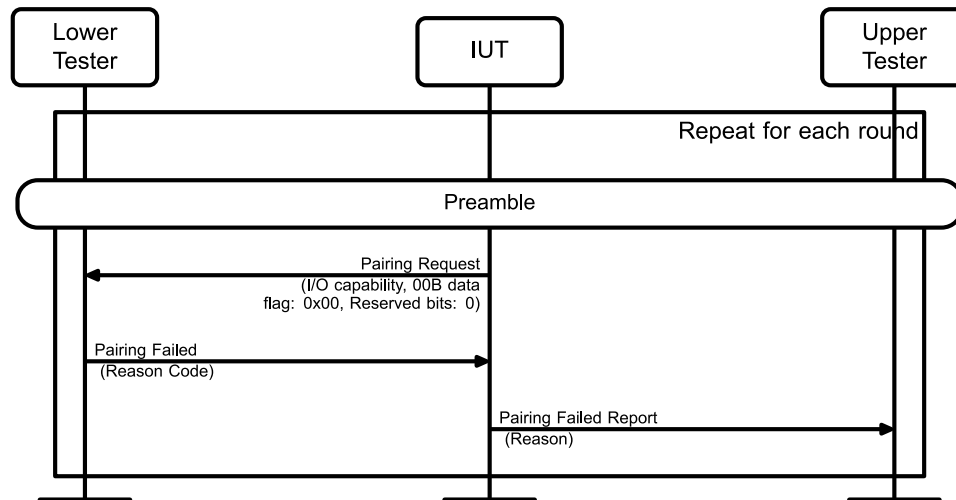 Lower
Tester
IUT
Upper
Tester
Repeat for each round
Preamble
Pairing Request
(I/O capability, 00B data
flag: 0x00, Reserved bits: 0)
Pairing Failed
(Reason Code)
Pairing Failed Report
(Reason)